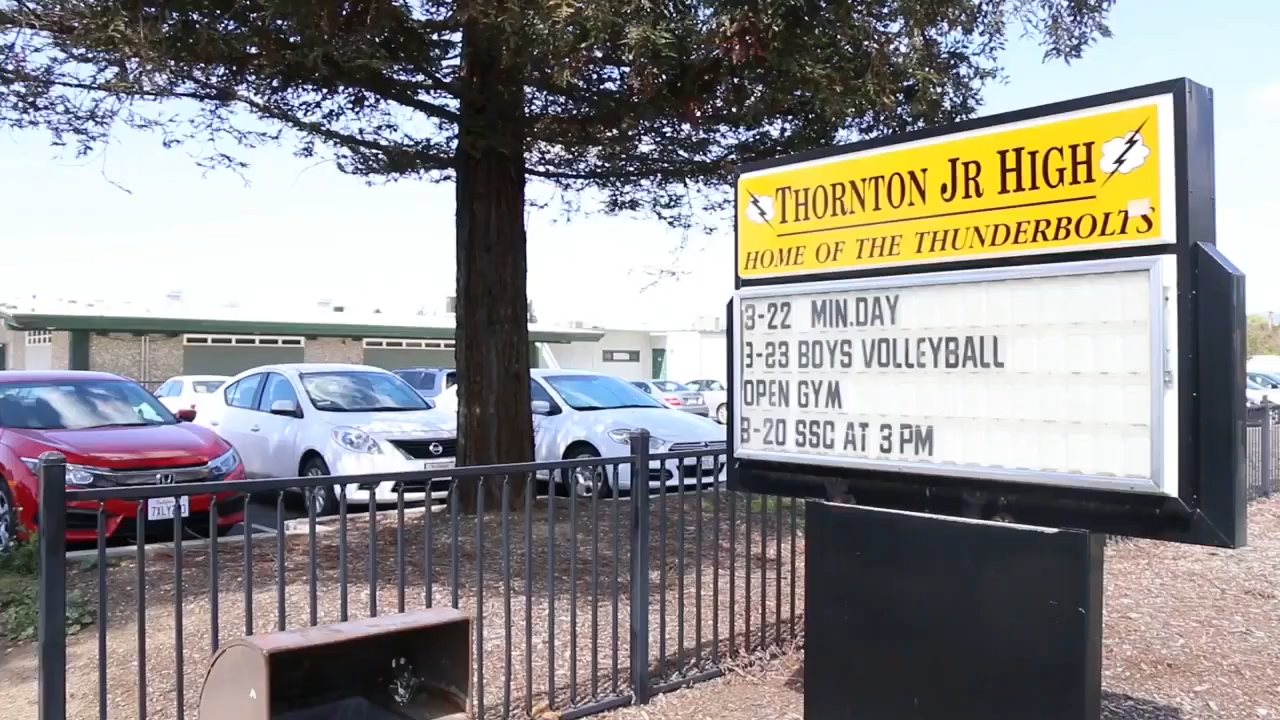 THORNTON JR HIGH
HOME OF THE THUNDERBOLTS
3-22 MIN.DAY
3-23 BOYS VOLLEYBALL
OPEN GYM
3-20 SSC AT 3 PM